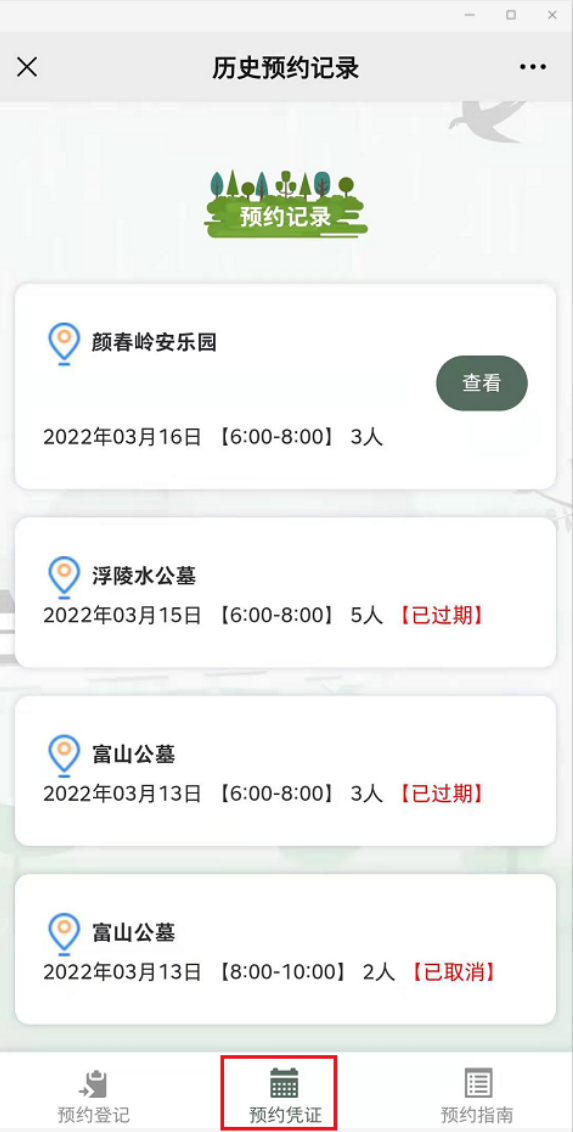 历史预约记录
预约记录
颜春岭安乐园
查看
2022年03月16日 【6:00-8:00】 3人
浮陵水公墓
2022年03月15日 【6:00-8:00】 5人 【已过期】
富山公墓
2022年03月13日 【6:00-8:00】 3人 【已过期】
富山公墓
2022年03月13日 【8:00-10:00】 2人 【已取消】
预约登记 预约凭证 预约指南